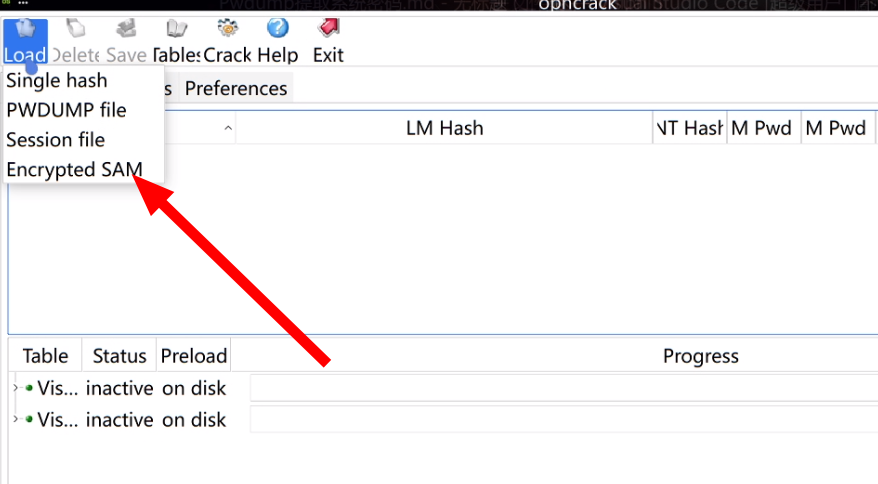 ophcrack
Load Delete Save Tables Crack Help Exit
Single hash
PWDUMP file
Session file
Encrypted SAM
s Preferences
LM Hash NT Hash M Pwd M Pwd
Table Status Preload Progress
Vis... inactive on disk
Vis... inactive on disk